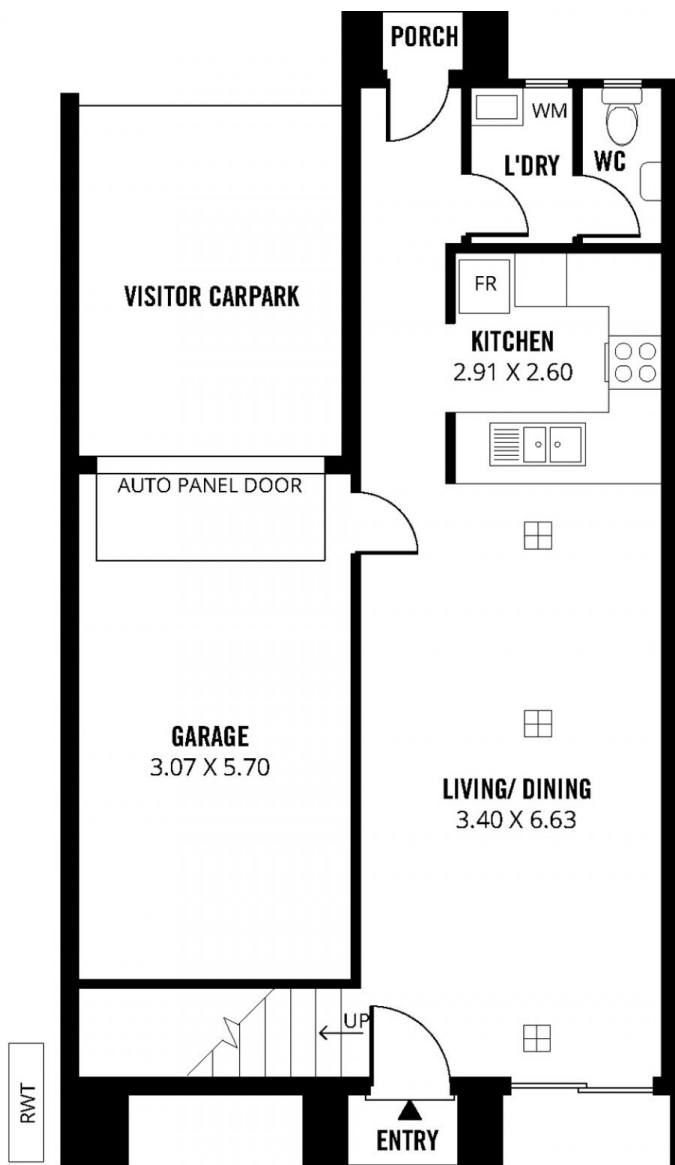 PORCH
WM
L'DRY
WC
VISITOR CARPARK
FR
KITCHEN
2.91 X 2.60
AUTO PANEL DOOR
GARAGE
3.07 X 5.70
LIVING/ DINING
3.40 X 6.63
UP
RWT
ENTRY